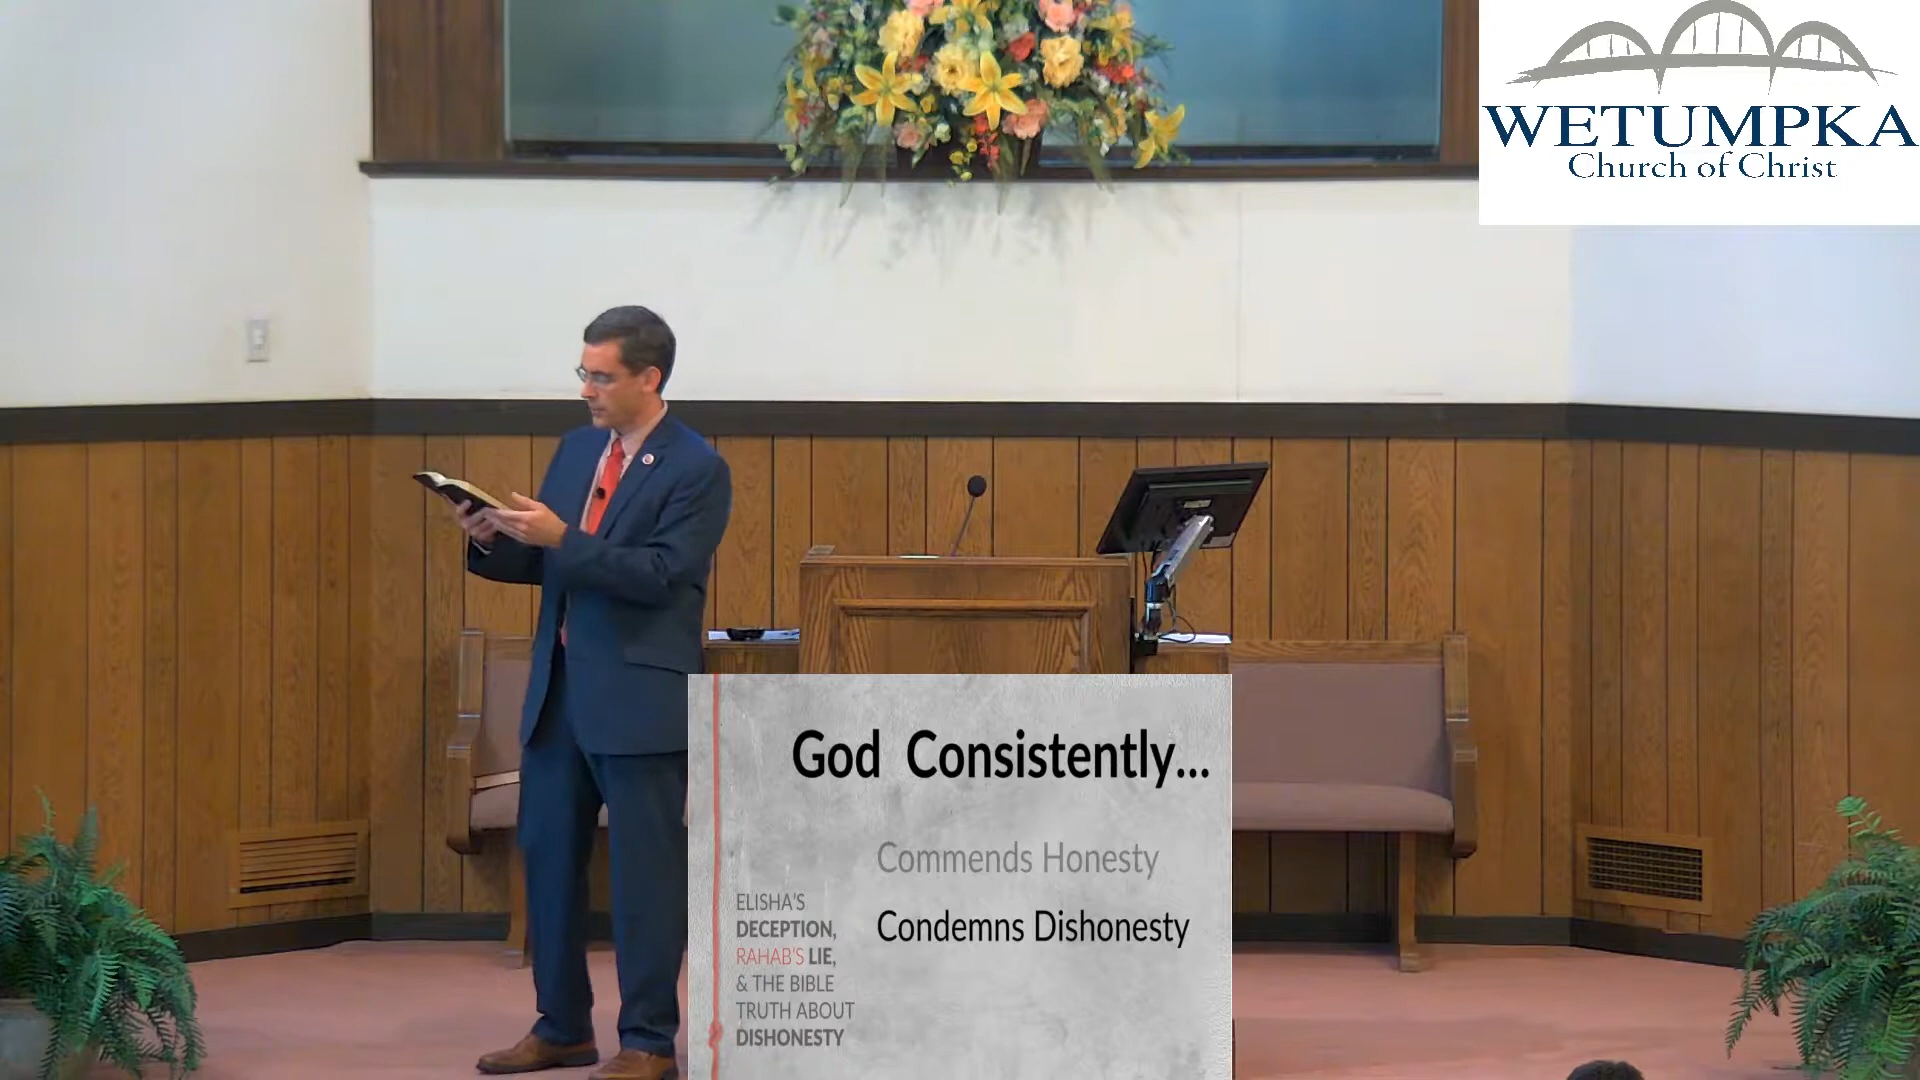 WETUMPKA
Church of Christ
God Consistently...
Commends Honesty
Condemns Dishonesty
ELISHA'S
DECEPTION,
RAHAB'S LIE,
& THE BIBLE
TRUTH ABOUT
DISHONESTY